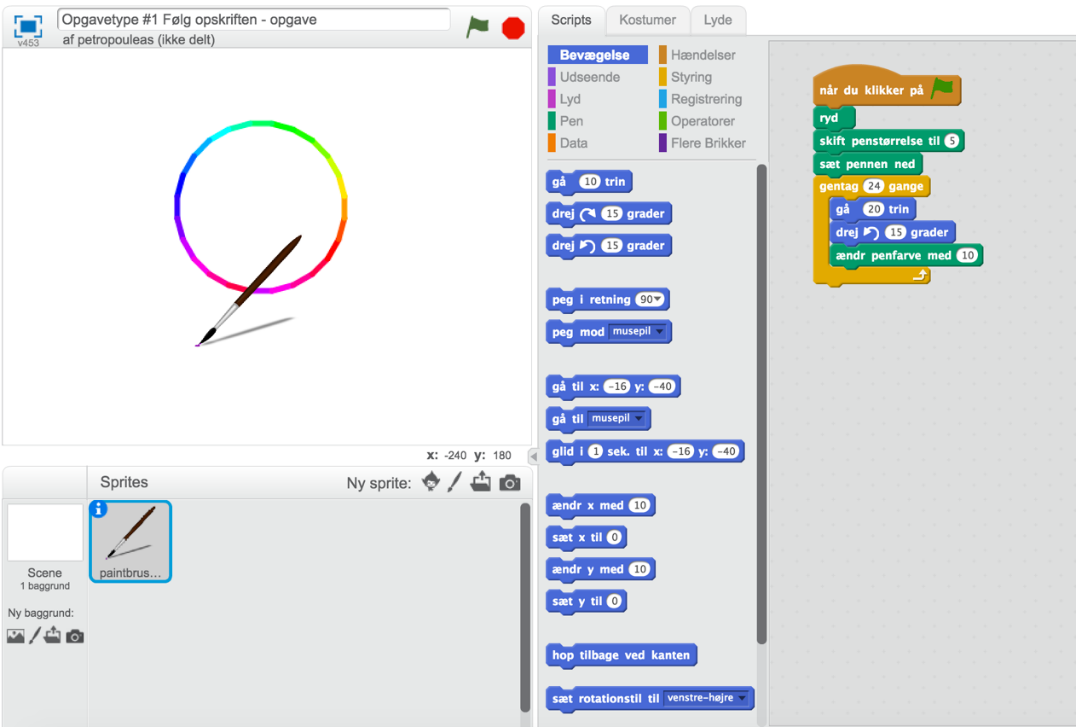 v453
Opgavetype #1 Følg opskriften - opgave
af petropouleas (ikke delt)
x: -240 y: 180
Sprites
Ny sprite:
Scene
1 baggrund
Ny baggrund:
i
paintbrus...
Scripts
Kostumer
Lyde
Bevægelse
Hændelser
Udseende
Styring
Lyd
Registrering
Pen
Operatorer
Data
Flere Brikker
gå 10 trin
drej 15 grader
drej 15 grader
peg i retning 90
peg mod musepil
gå til x: -16 y: -40
gå til musepil
glid i 1 sek. til x: -16 y: -40
ændr x med 10
sæt x til 0
ændr y med 10
sæt y til 0
hop tilbage ved kanten
sæt rotationstil til venstre-højre
når du klikker på
ryd
skift penstørrelse til 5
sæt pennen ned
gentag 24 gange
gå 20 trin
drej 15 grader
ændr penfarve med 10